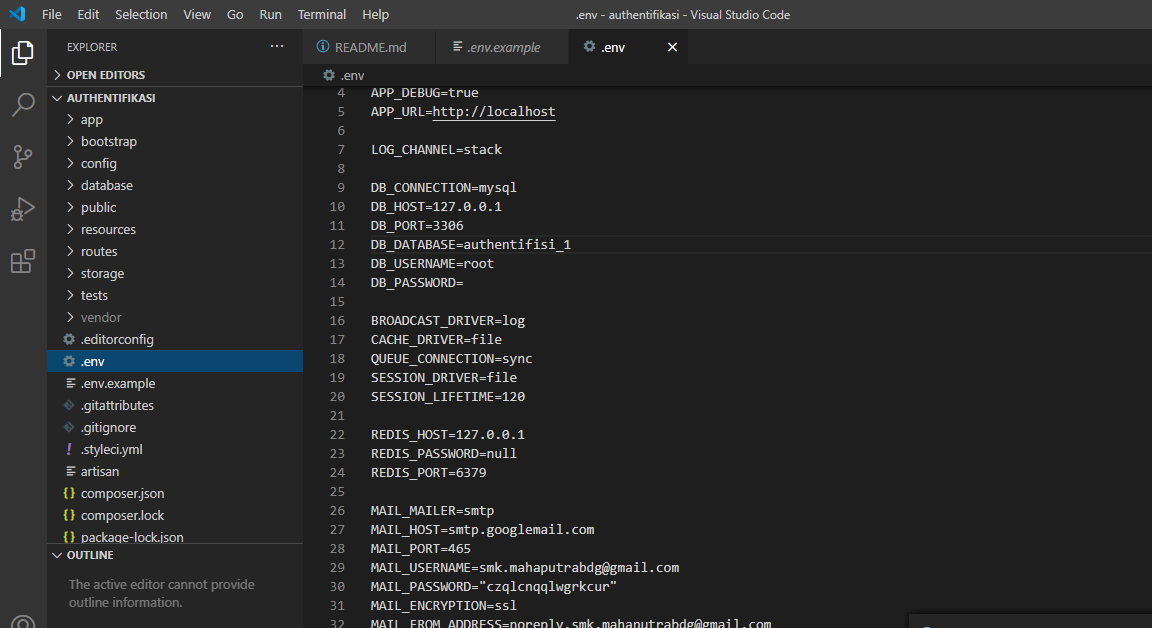 File Edit Selection View Go Run Terminal Help
.env - authentifikasi - Visual Studio Code
EXPLORER
OPEN EDITORS
AUTHENTIFIKASI
app
bootstrap
config
database
public
resources
routes
storage
tests
vendor
.editorconfig
.env
.env.example
.gitattributes
.gitignore
.styleci.yml
artisan
composer.json
composer.lock
package-lock.json
OUTLINE
The active editor cannot provide
outline information.
README.md
.env.example
.env
.env
4 APP_DEBUG=true
5 APP_URL=http://localhost
6
7 LOG_CHANNEL=stack
8
9 DB_CONNECTION=mysql
10 DB_HOST=127.0.0.1
11 DB_PORT=3306
12 DB_DATABASE=authentifisi_1
13 DB_USERNAME=root
14 DB_PASSWORD=
15
16 BROADCAST_DRIVER=log
17 CACHE_DRIVER=file
18 QUEUE_CONNECTION=sync
19 SESSION_DRIVER=file
20 SESSION_LIFETIME=120
21
22 REDIS_HOST=127.0.0.1
23 REDIS_PASSWORD=null
24 REDIS_PORT=6379
25
26 MAIL_MAILER=smtp
27 MAIL_HOST=smtp.googlemail.com
28 MAIL_PORT=465
29 MAIL_USERNAME=smk.mahaputrabdg@gmail.com
30 MAIL_PASSWORD="czqlcnqqlwgrkcur"
31 MAIL_ENCRYPTION=ssl
32 MAIL_FROM_ADDRESS=noreply.smk.mahaputrabdg@gmail.com